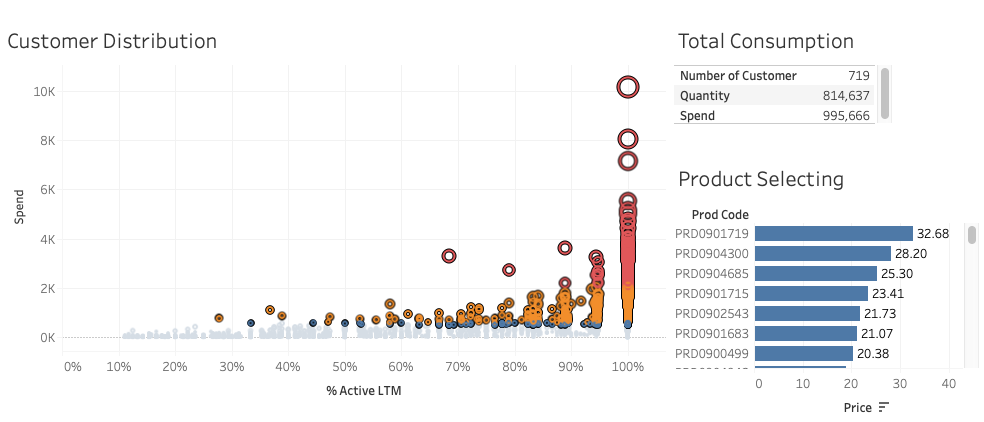 Customer Distribution
Spend
10K
8K
6K
4K
2K
0K
0%
10%
20%
30%
40%
50%
60%
70%
80%
90%
100%
% Active LTM
Total Consumption
Number of Customer 719
Quantity 814,637
Spend 995,666
Product Selecting
Prod Code
PRD0901719 32.68
PRD0904300 28.20
PRD0904685 25.30
PRD0901715 23.41
PRD0902543 21.73
PRD0901683 21.07
PRD0900499 20.38
0 10 20 30 40
Price